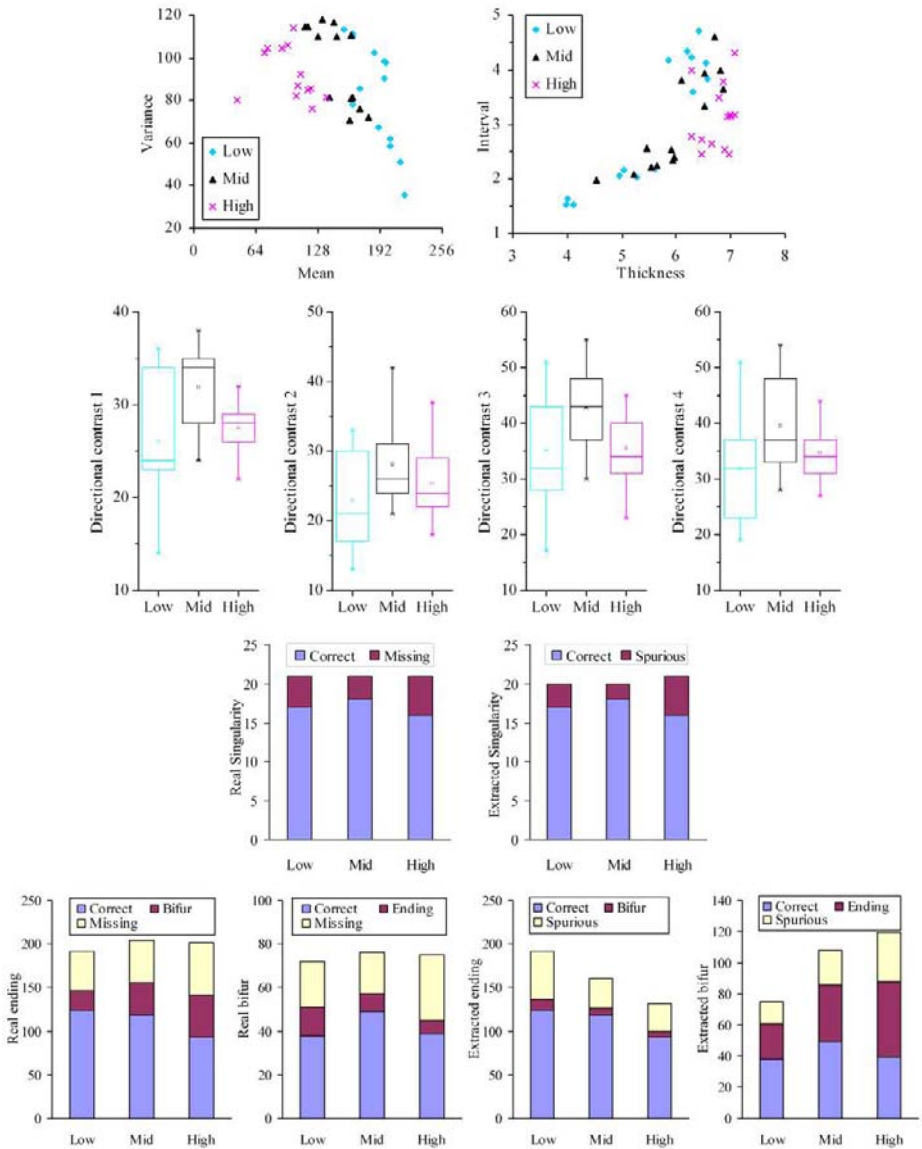 Variance
120
100
80
60
40
20
Low
Mid
High
0 64 128 192 256
Mean
Interval
5
4
3
2
1
Low
Mid
High
3 4 5 6 7 8
Thickness
Directional contrast 1
40
30
20
10
Low Mid High
Directional contrast 2
50
40
30
20
10
Low Mid High
Directional contrast 3
60
50
40
30
20
10
Low Mid High
Directional contrast 4
60
50
40
30
20
10
Low Mid High
Real Singularity
25
20
15
10
5
0
Correct Missing
Low Mid High
Extracted Singularity
25
20
15
10
5
0
Correct Spurious
Low Mid High
Real ending
250
200
150
100
50
0
Correct Bifur
Missing
Low Mid High
Real bifur
100
80
60
40
20
0
Correct Ending
Missing
Low Mid High
Extracted ending
250
200
150
100
50
0
Correct Bifur
Spurious
Low Mid High
Extracted bifur
140
120
100
80
60
40
20
0
Correct Ending
Spurious
Low Mid High